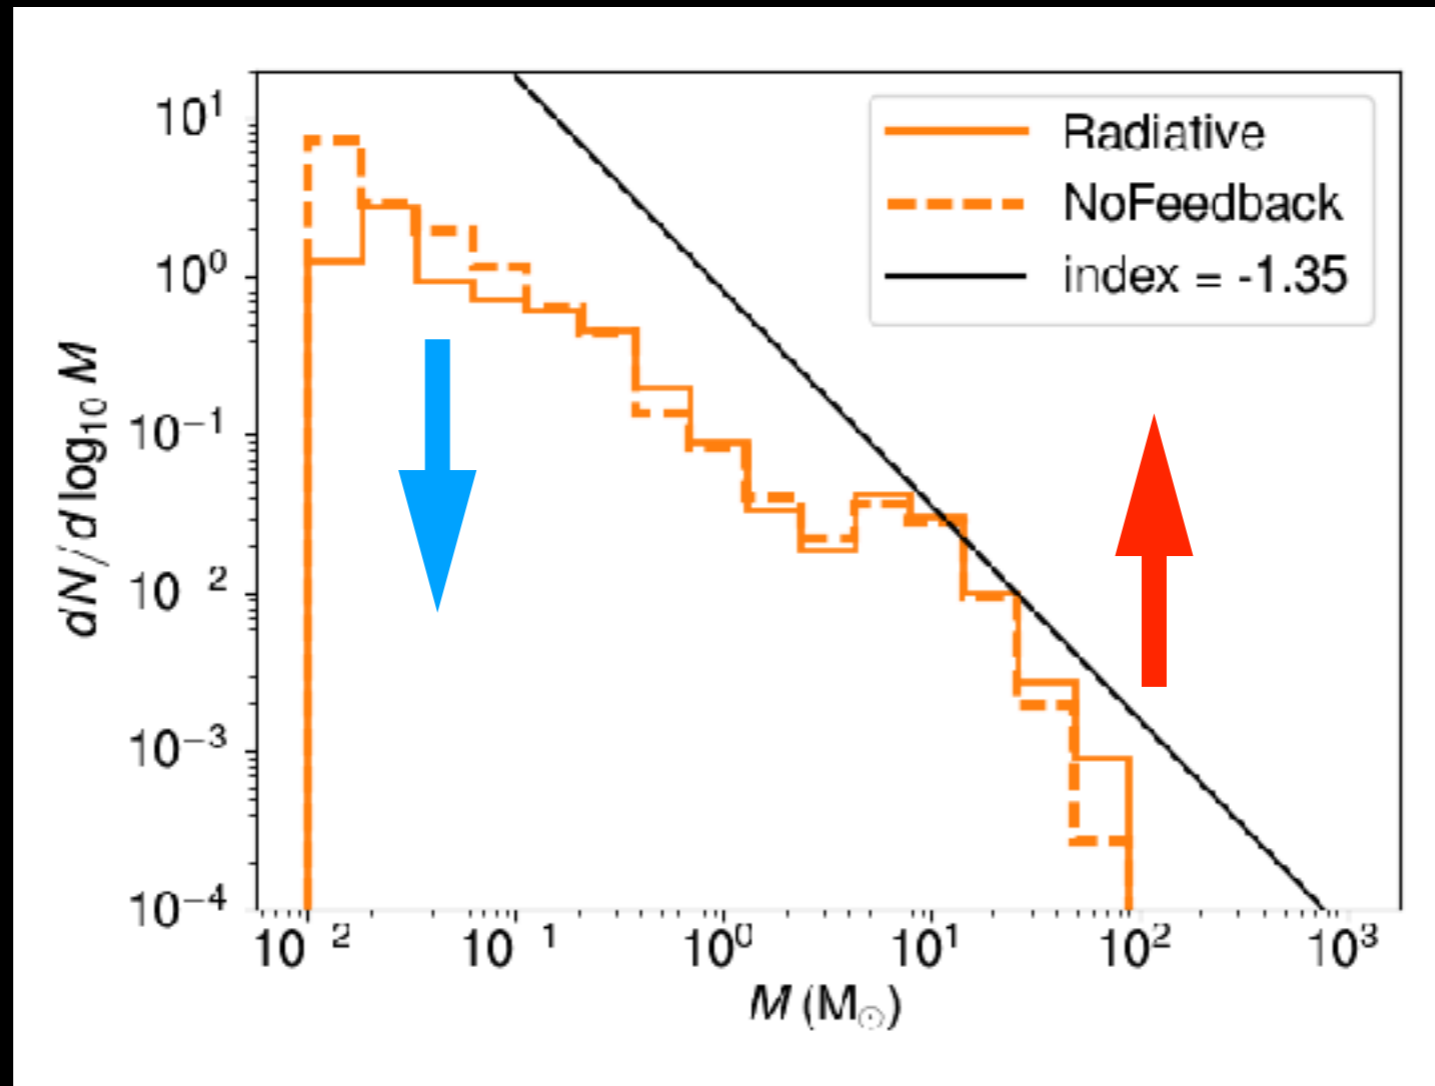 10¹
10⁰
10⁻¹
10 ²
10⁻³
10⁻⁴
dN/d log₁₀ M
Radiative
NoFeedback
index = -1.35
10 ² 10 ¹ 10⁰ 10¹ 10² 10³
M (M☉)